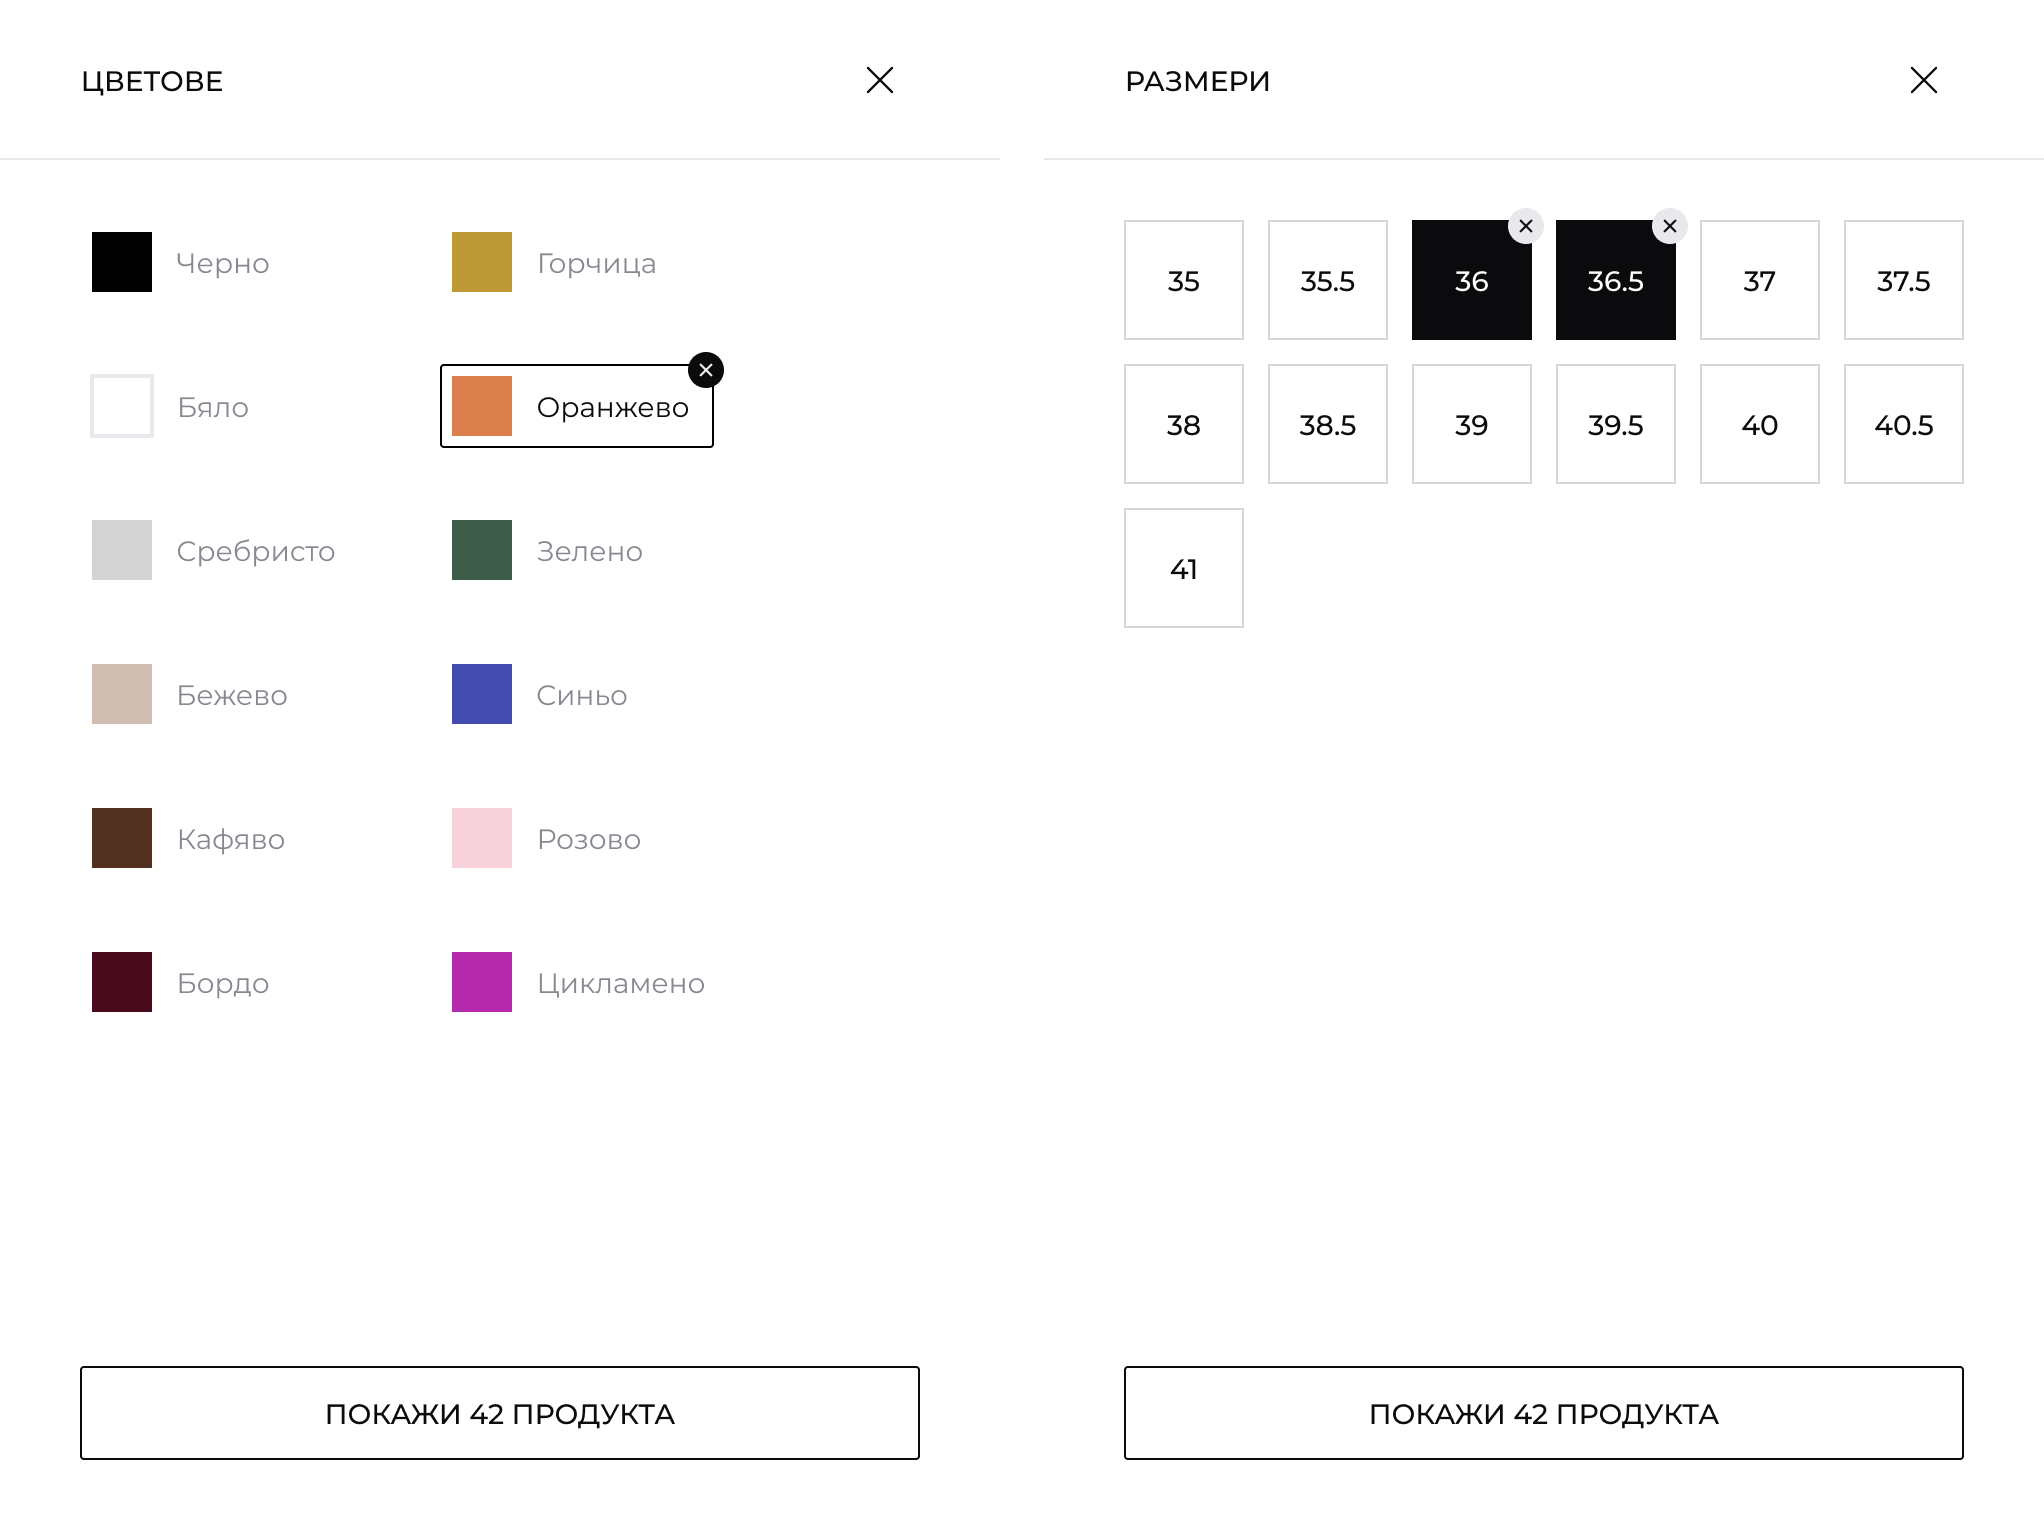 ЦВЕТОВЕ
Черно
Горчица
Бяло
Оранжево
Сребристо
Зелено
Бежево
Синьо
Кафяво
Розово
Бордо
Цикламено
ПОКАЖИ 42 ПРОДУКТА
РАЗМЕРИ
35 35.5 36 36.5 37 37.5
38 38.5 39 39.5 40 40.5
41
ПОКАЖИ 42 ПРОДУКТА